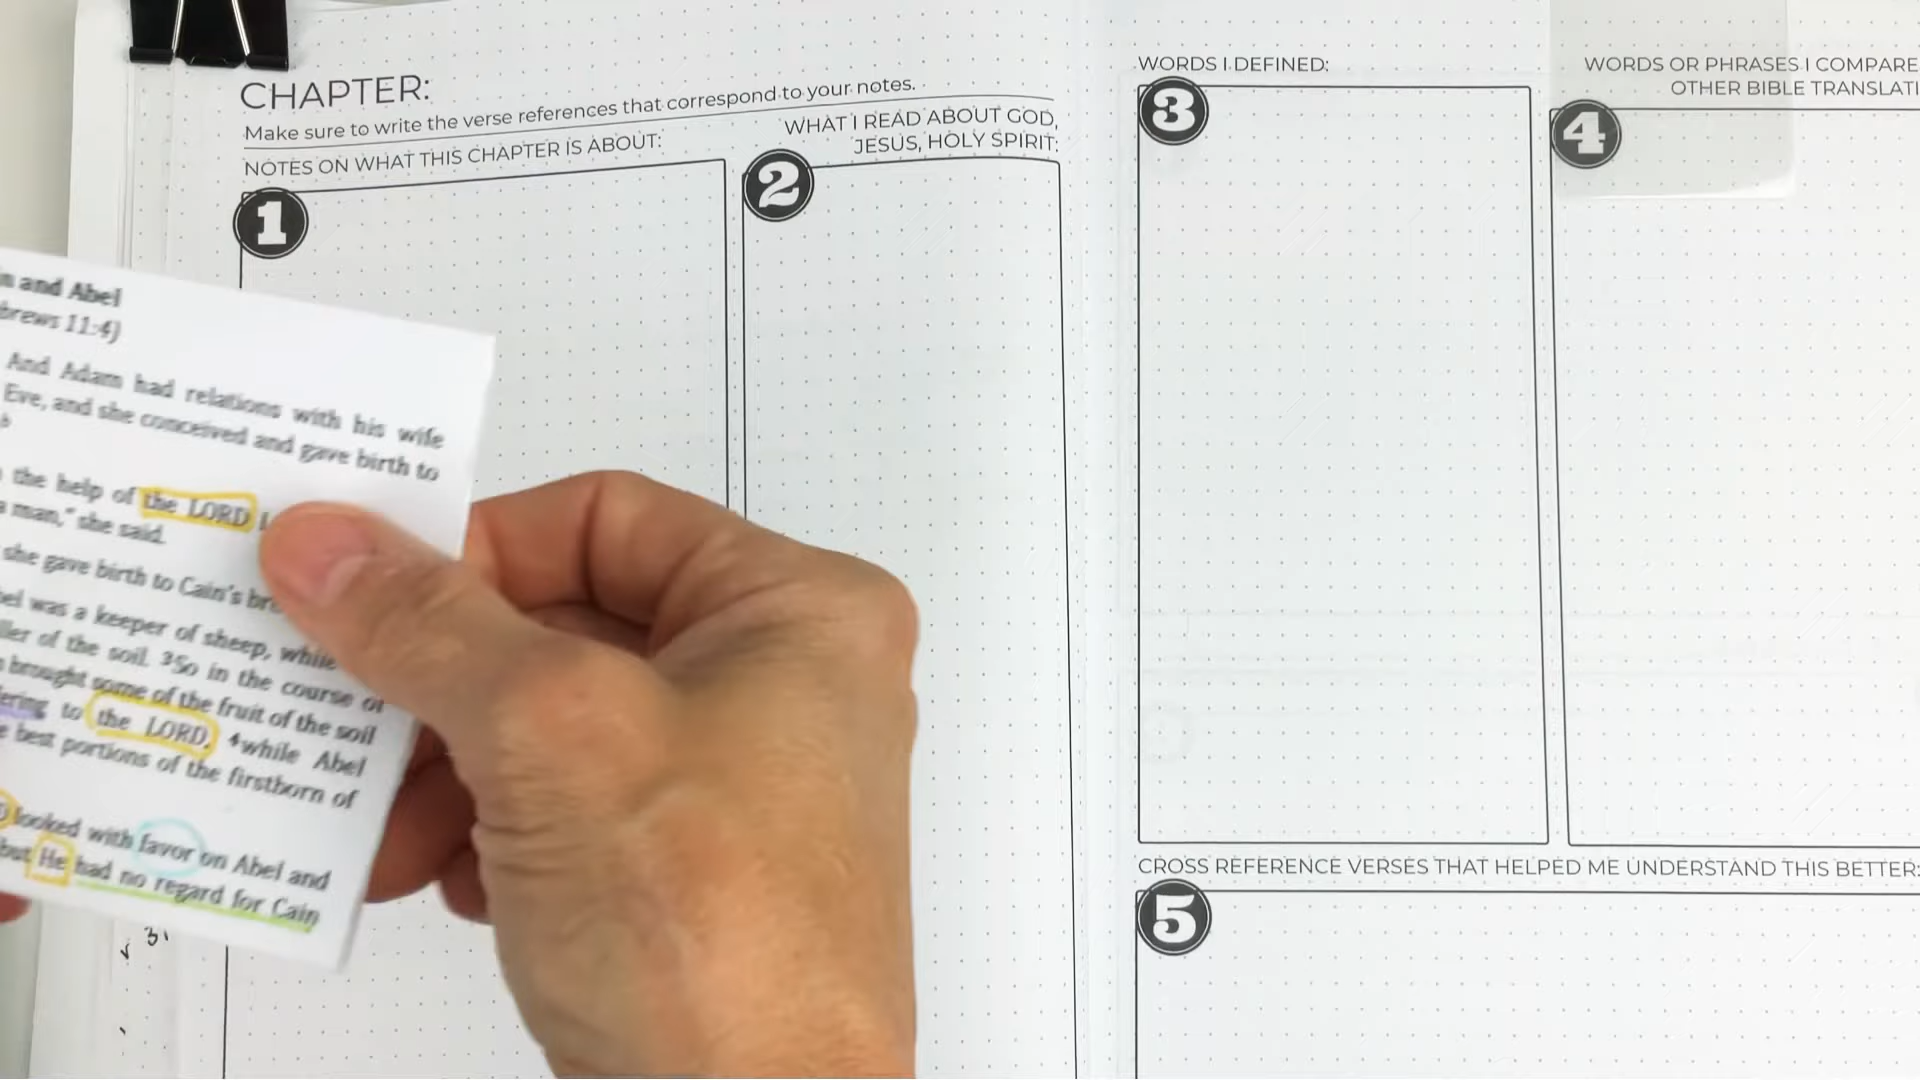 CHAPTER:
Make sure to write the verse references that correspond to your notes.
NOTES ON WHAT THIS CHAPTER IS ABOUT:
1
WHAT I READ ABOUT GOD,
JESUS, HOLY SPIRIT:
2
WORDS I DEFINED:
3
WORDS OR PHRASES I COMPARE
OTHER BIBLE TRANSLATI
4
CROSS REFERENCE VERSES THAT HELPED ME UNDERSTAND THIS BETTER:
5
and Abel
brews 11:4)
And Adam had relations with his wife
Eve, and she conceived and gave birth to
the help of the LORD I
a man," she said.
she gave birth to Cain's br
el was a keeper of sheep, while
ller of the soil. 3So in the course of
brought some of the fruit of the soil
ering to the LORD, 4while Abel
e best portions of the firstborn of
looked with favor on Abel and
but He had no regard for Cain